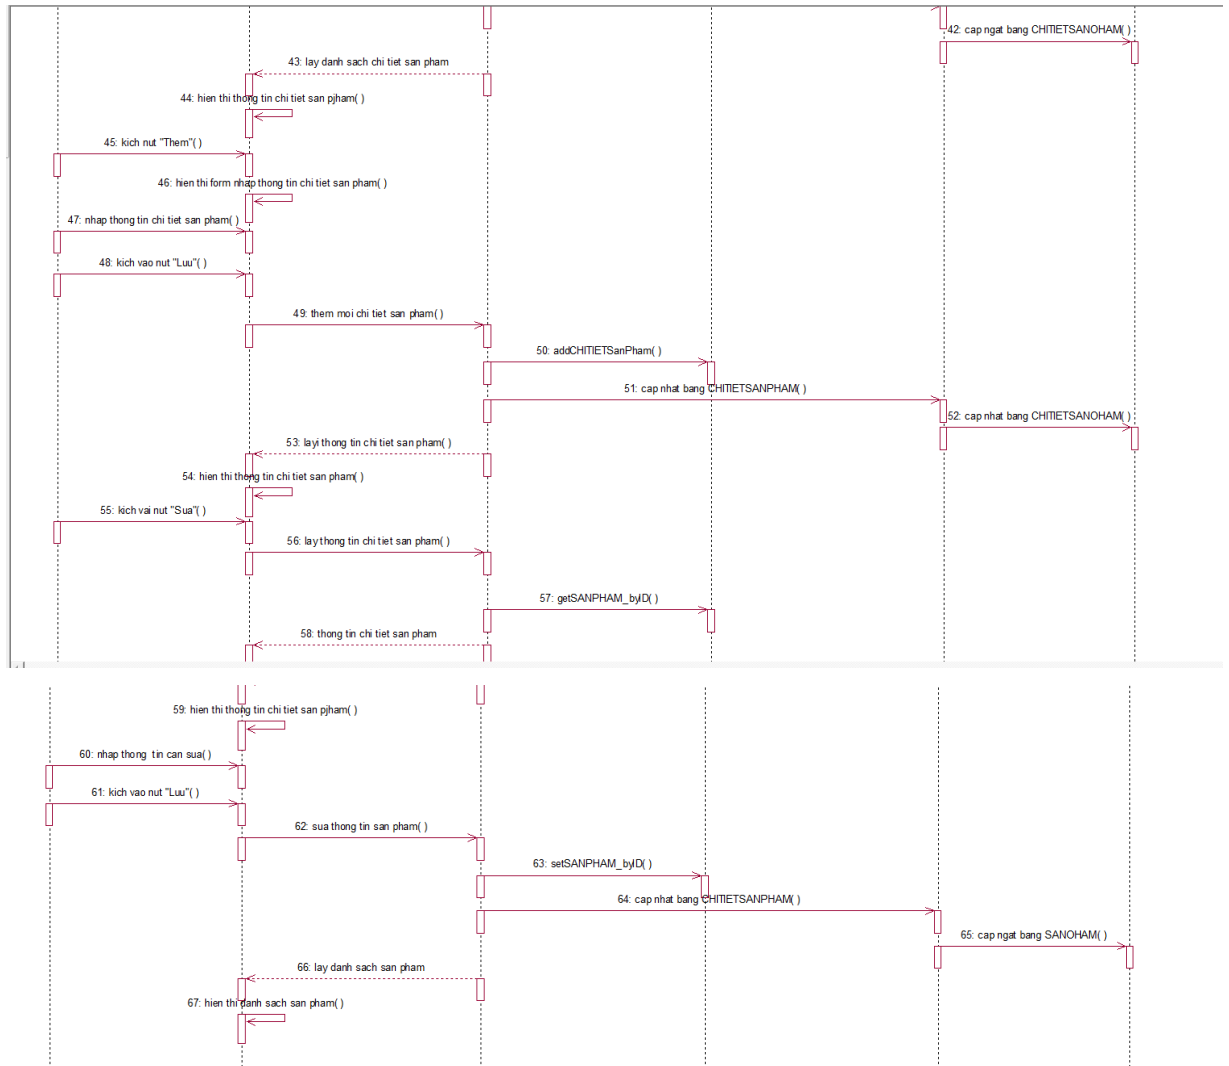 42: cap ngat bang CHITIETSANOHAM( )
43: lay danh sach chi tiet san pham
44: hien thi thong tin chi tiet san pjham( )
45: kich nut "Them"( )
46: hien thi form nhap thong tin chi tiet san pham( )
47: nhap thong tin chi tiet san pham( )
48: kich vao nut "Luu"( )
49: them moi chi tiet san pham( )
50: addCHITIETSanPham( )
51: cap nhat bang CHITIETSANPHAM( )
52: cap nhat bang CHITIETSANOHAM( )
53: layi thong tin chi tiet san pham( )
54: hien thi thong tin chi tiet san pham( )
55: kich vai nut "Sua"( )
56: lay thong tin chi tiet san pham( )
57: getSANPHAM_byID( )
58: thong tin chi tiet san pham
59: hien thi thong tin chi tiet san pjham( )
60: nhap thong tin can sua( )
61: kich vao nut "Luu"( )
62: sua thong tin san pham( )
63: setSANPHAM_byID( )
64: cap nhat bang CHITIETSANPHAM( )
65: cap ngat bang SANOHAM( )
66: lay danh sach san pham
67: hien thi danh sach san pham( )